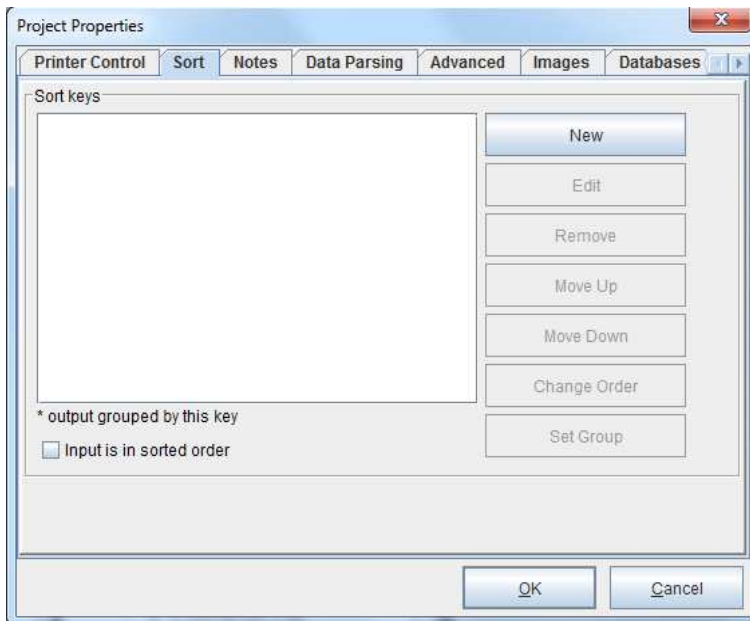 Project Properties
Printer Control Sort Notes Data Parsing Advanced Images Databases
Sort keys
New
Edit
Remove
Move Up
Move Down
Change Order
Set Group
* output grouped by this key
Input is in sorted order
OK Cancel